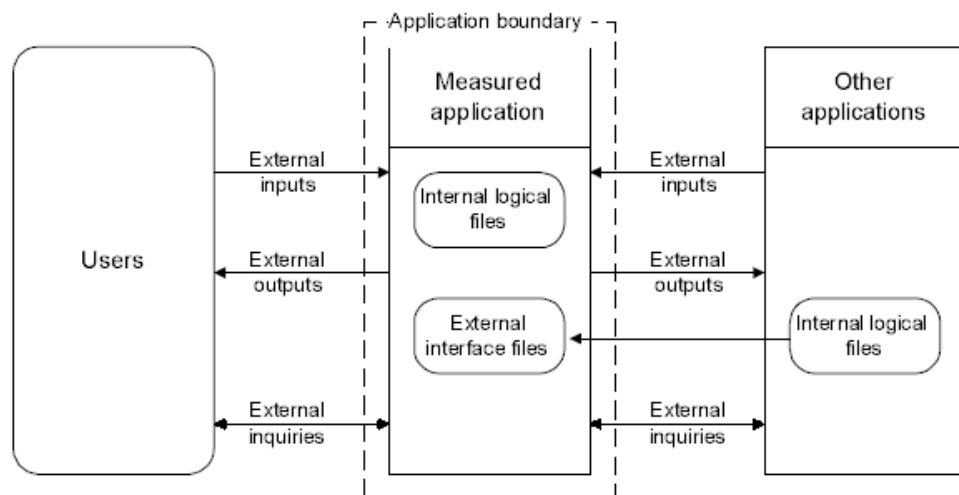 Application boundary
Measured
application
Other
applications
External
inputs
External
inputs
Internal logical
files
Users
External
outputs
External
outputs
External
interface files
Internal logical
files
External
inquiries
External
inquiries